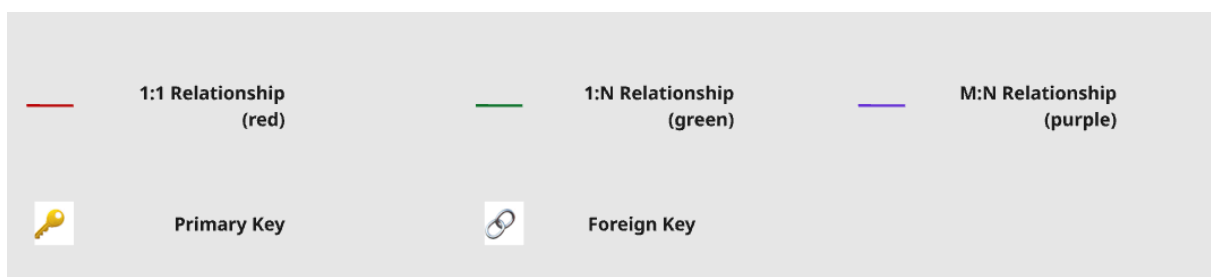 1:1 Relationship
(red)
1:N Relationship
(green)
M:N Relationship
(purple)
Primary Key
Foreign Key